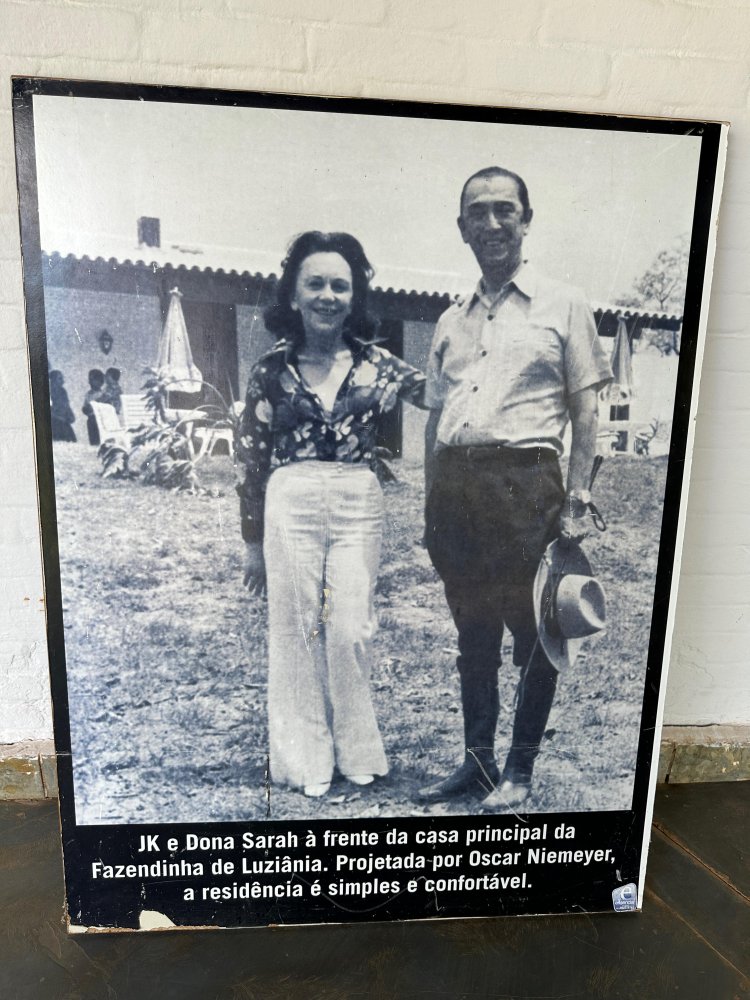 JK e Dona Sarah à frente da casa principal da
Fazendinha de Luziânia. Projetada por Oscar Niemeyer,
a residência é simples e confortável.